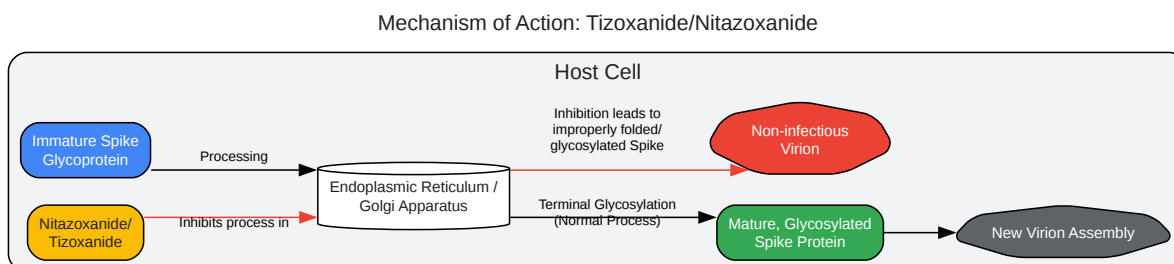 Mechanism of Action: Tizoxanide/Nitazoxanide
Host Cell
Immature Spike
Glycoprotein
Processing
Nitazoxanide/
Tizoxanide
Inhibits process in
Endoplasmic Reticulum /
Golgi Apparatus
Inhibition leads to
improperly folded/
glycosylated Spike
Non-infectious
Virion
Terminal Glycosylation
(Normal Process)
Mature, Glycosylated
Spike Protein
New Virion Assembly